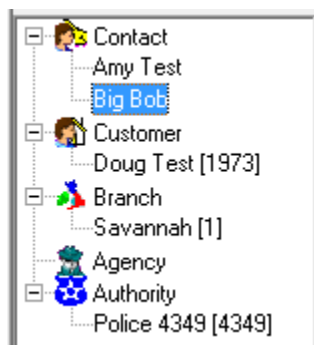 Contact
Amy Test
Big Bob
Customer
Doug Test [1973]
Branch
Savannah [1]
Agency
Authority
Police 4349 [4349]